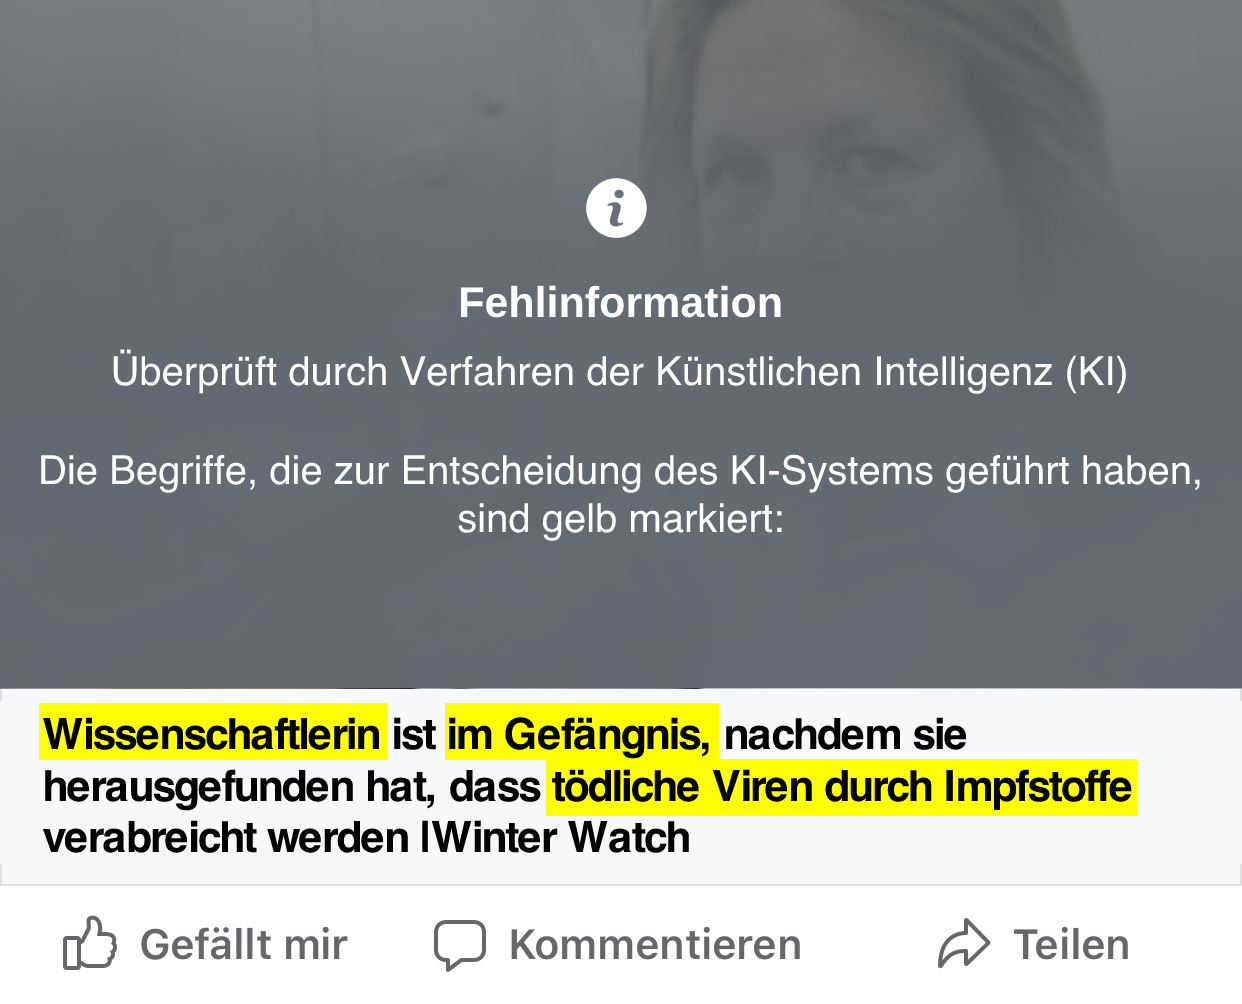 Fehlinformation
Überprüft durch Verfahren der Künstlichen Intelligenz (KI)
Die Begriffe, die zur Entscheidung des KI-Systems geführt haben,
sind gelb markiert:
Wissenschaftlerin ist im Gefängnis, nachdem sie
herausgefunden hat, dass tödliche Viren durch Impfstoffe
verabreicht werden |Winter Watch
Gefällt mir Kommentieren Teilen